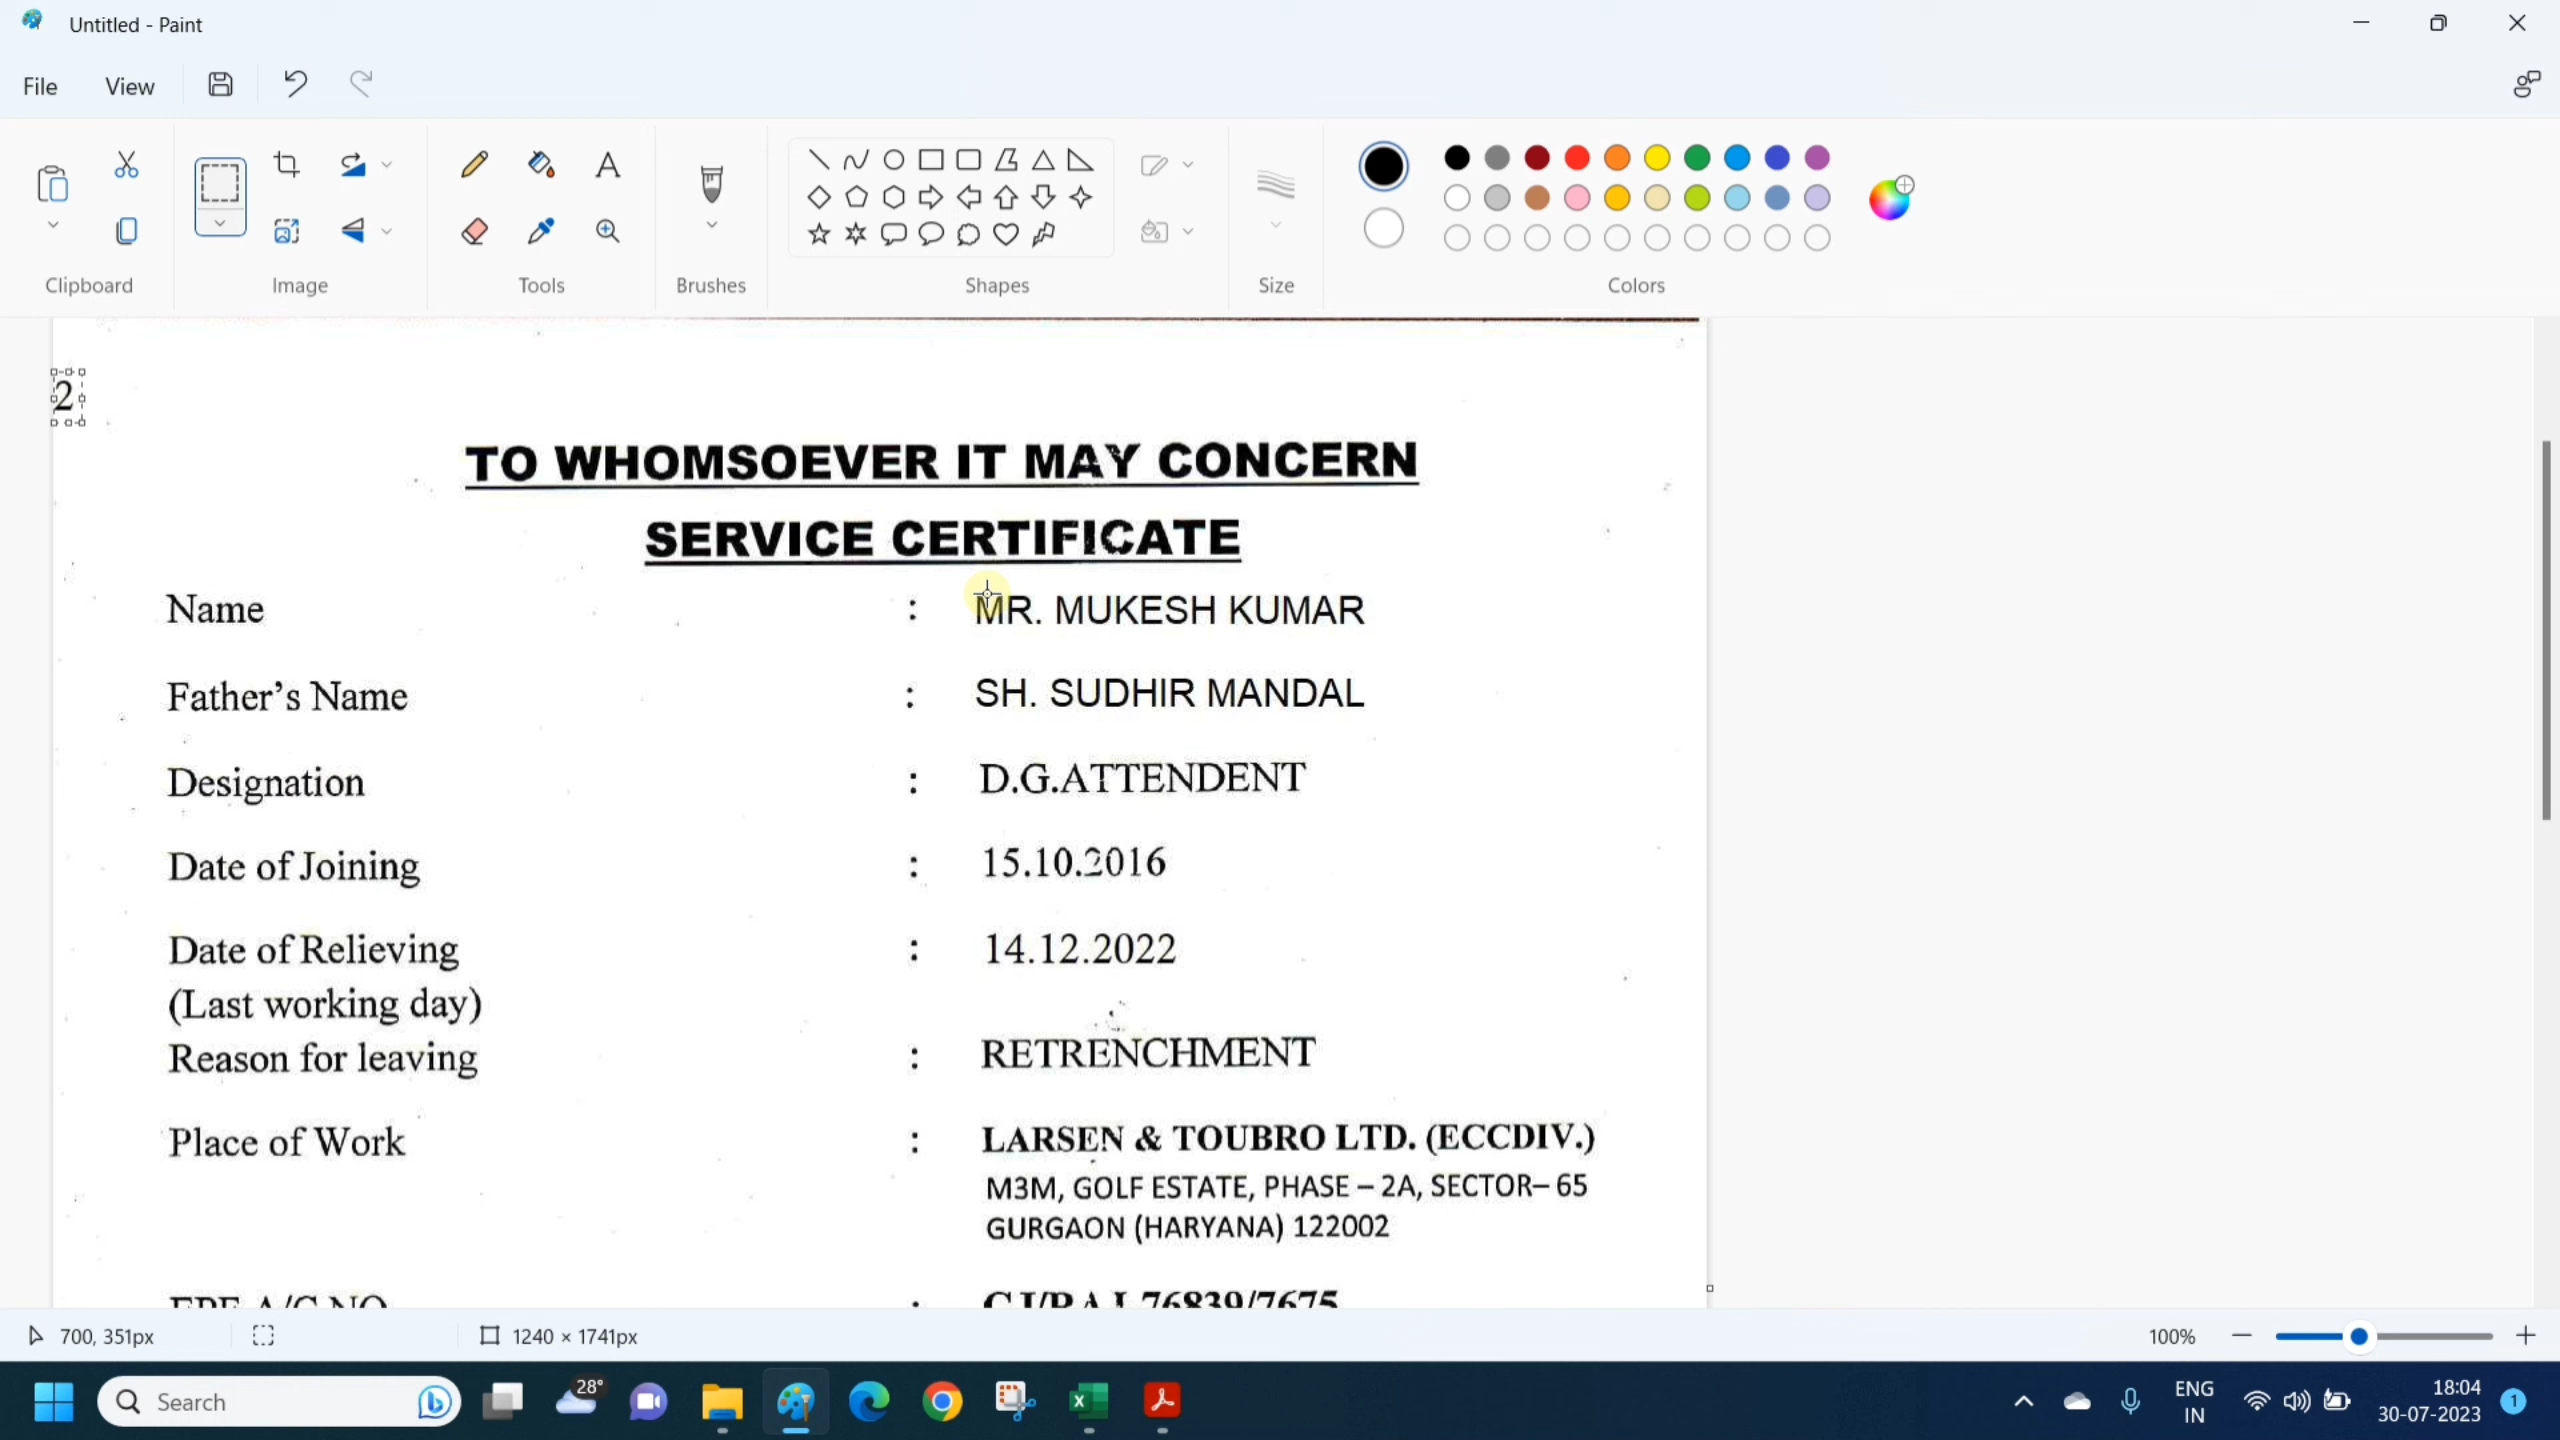 Untitled - Paint
File View
Clipboard Image Tools Brushes Shapes Size Colors
2
TO WHOMSOEVER IT MAY CONCERN
SERVICE CERTIFICATE
Name : MR. MUKESH KUMAR
Father's Name : SH. SUDHIR MANDAL
Designation : D.G.ATTENDENT
Date of Joining : 15.10.2016
Date of Relieving : 14.12.2022
(Last working day)
Reason for leaving : RETRENCHMENT
Place of Work : LARSEN & TOUBRO LTD. (ECCDIV.)
M3M, GOLF ESTATE, PHASE – 2A, SECTOR– 65
GURGAON (HARYANA) 122002
EPF A/C NO :
700, 351px 1240 × 1741px 100%
Search 28° ENG 18:04
IN 30-07-2023 1